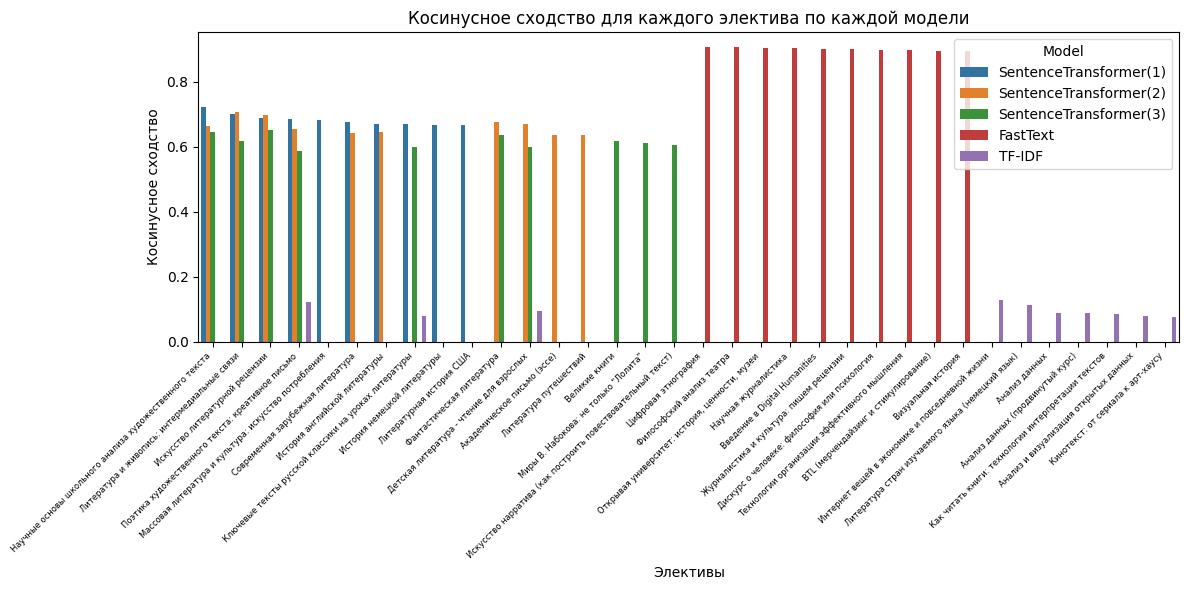 Косинусное сходство для каждого электива по каждой модели
Косинусное сходство
0.8
0.6
0.4
0.2
0.0
Model
SentenceTransformer(1)
SentenceTransformer(2)
SentenceTransformer(3)
FastText
TF-IDF
Научные основы школьного анализа художественного текста
Литература и живопись: интермедиальные связи
Искусство литературной рецензии
Поэтика художественного текста: креативное письмо
Массовая литература и культура: искусство потребления
Современная зарубежная литература
История английской литературы
Ключевые тексты русской классики на уроках литературы
История немецкой литературы
Литературная история США
Фантастическая литература
Детская литература - чтение для взрослых
Академическое письмо (эссе)
Литература путешествий
Великие книги
Миры В. Набокова: не только "Лолита"
Искусство нарратива (как построить повествовательный текст)
Цифровая этнография
Философский анализ театра
Открывая университет: история, ценности, музеи
Научная журналистика
Введение в Digital Humanities
Журналистика и культура: пишем рецензии
Дискурс о человеке: философия или психология
Технологии организации эффективного мышления
BTL (мерчендайзинг и стимулирование)
Визуальная история
Интернет вещей в экономике и повседневной жизни
Литература стран изучаемого языка (немецкий язык)
Анализ данных
Анализ данных (продвинутый курс)
Как читать книги: технологии интерпретации текстов
Анализ и визуализация открытых данных
Кинотекст: от сериала к арт-хаусу
Элективы